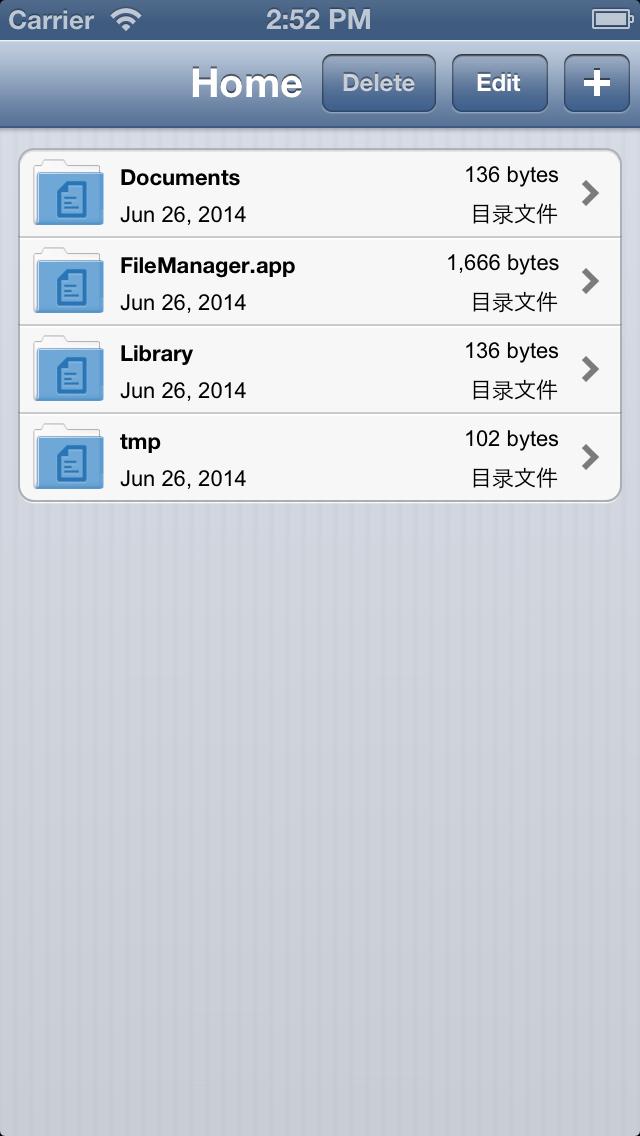 Carrier 2:52 PM
Home Delete Edit +
Documents 136 bytes
Jun 26, 2014 目录文件
FileManager.app 1,666 bytes
Jun 26, 2014 目录文件
Library 136 bytes
Jun 26, 2014 目录文件
tmp 102 bytes
Jun 26, 2014 目录文件